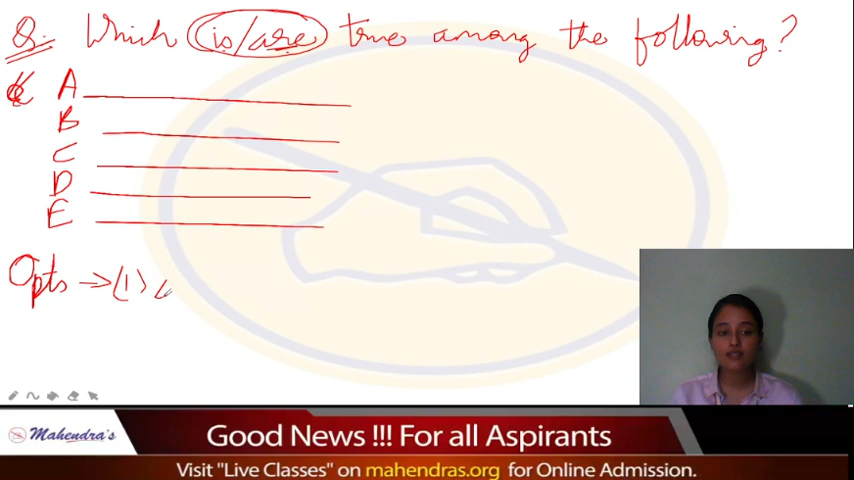 Q. Which is/are true among the following?
A
B
C
D
E
Opts → (1)
Mahendra's
Good News !!! For all Aspirants
Visit "Live Classes" on mahendras.org for Online Admission.